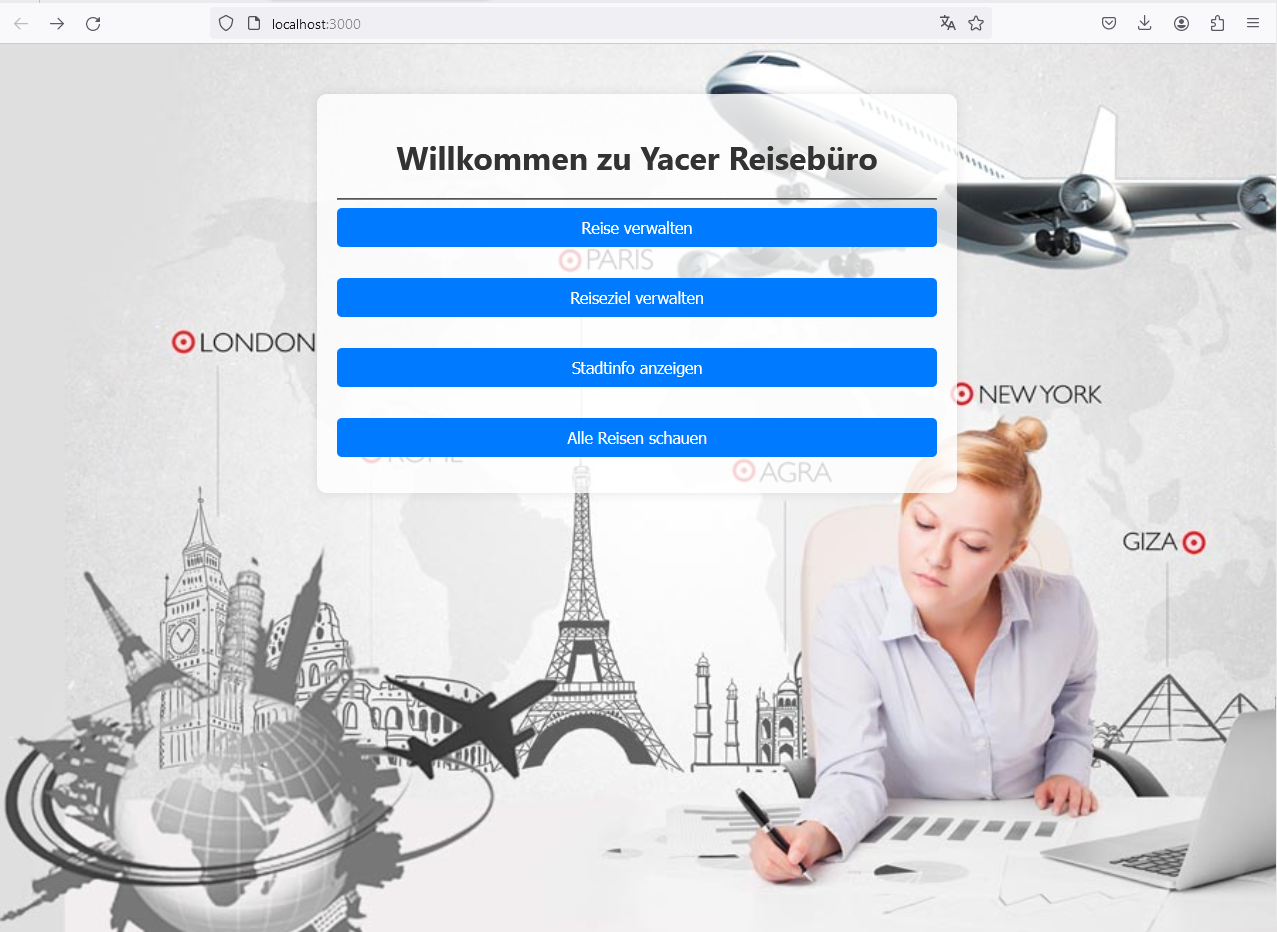 localhost:3000
Willkommen zu Yacer Reisebüro
Reise verwalten
PARIS
Reiseziel verwalten
LONDON
Stadtinfo anzeigen
NEW YORK
Alle Reisen schauen
ROME
AGRA
GIZA